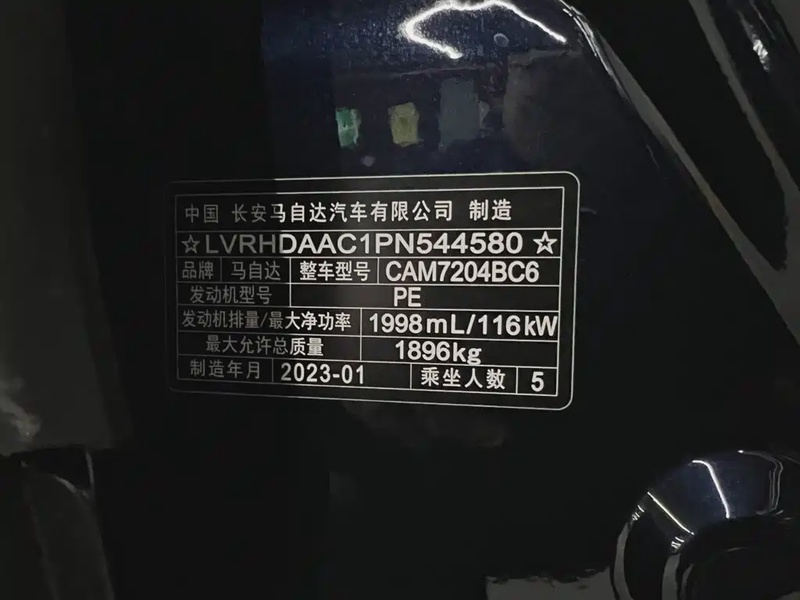 中国 长安马自达汽车有限公司 制造
☆LVRHDAAC1PN544580☆
品牌 马自达 整车型号 CAM7204BC6
发动机型号 PE
发动机排量/最大净功率 1998mL/116kW
最大允许总质量 1896kg
制造年月 2023-01 乘坐人数 5